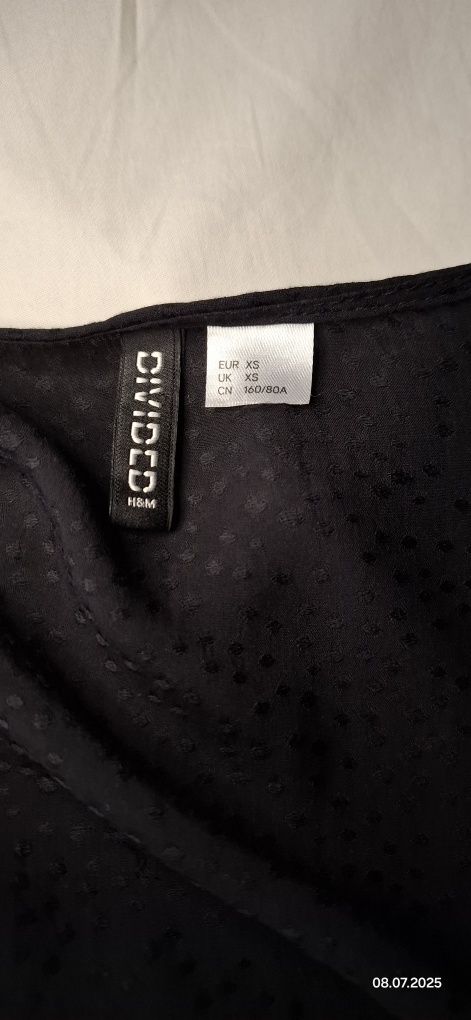 DIVIDED
H&M
EUR XS
UK XS
CN 160/80A
08.07.2025